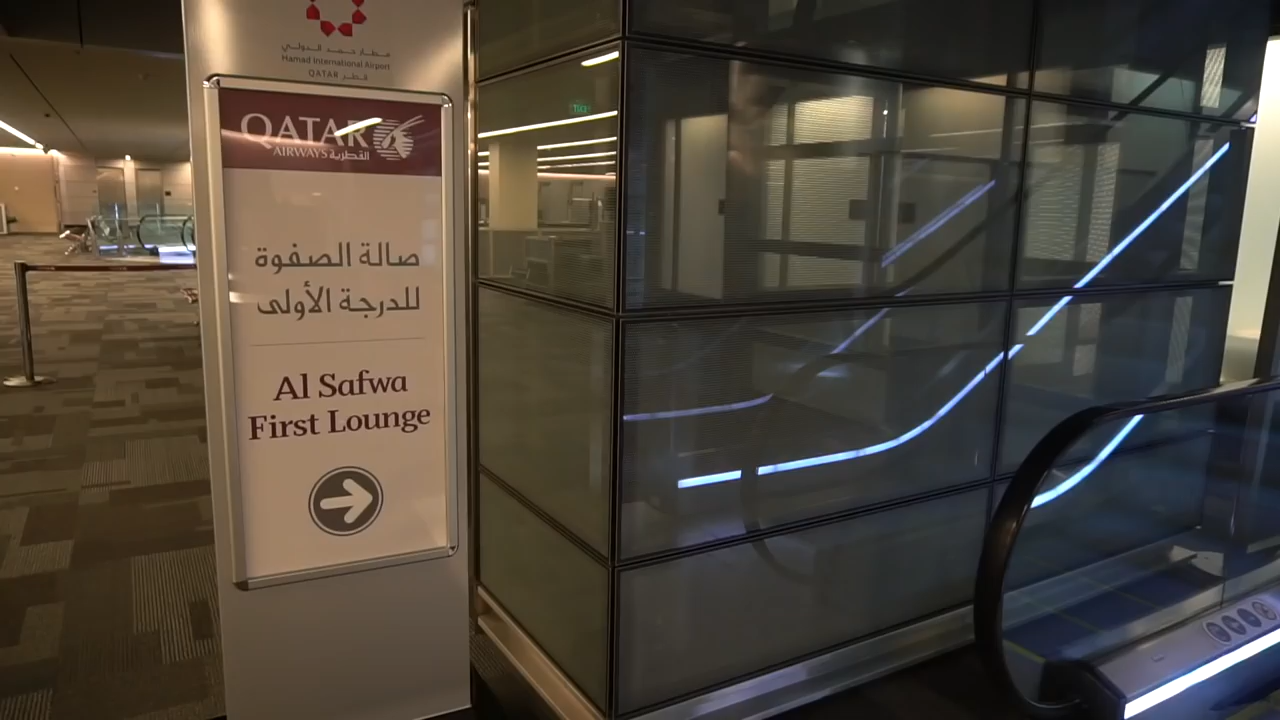 مطار حمد الدولي
Hamad International Airport
QATAR قطر
QATAR
AIRWAYS القطرية
صالة الصفوة
للدرجة الأولى
Al Safwa
First Lounge